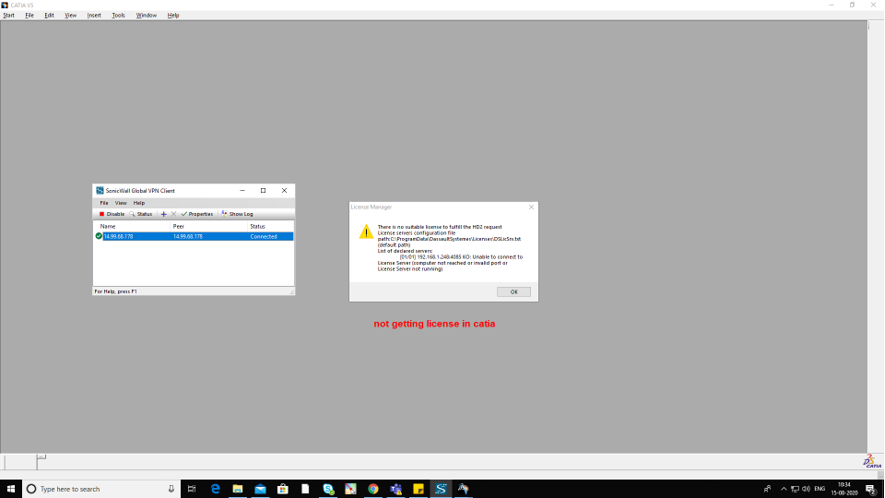 CATIA V5
Start File Edit View Insert Tools Window Help
SonicWall Global VPN Client
File View Help
Disable Status Properties Show Log
Name Peer Status
14.99.66.178 14.99.66.178 Connected
For Help, press F1
License Manager
There is no suitable license to fulfill the HD2 request
License servers configuration file
path:C:\ProgramData\DassaultSystemes\Licenses\DSLicSrv.txt
(default path)
List of declared servers:
[01/01] 192.168.1.248:4085 KO: Unable to connect to
License Server (computer not reached or invalid port or
License Server not running)
OK
not getting license in catia
CATIA
Type here to search
ENG
10:34
15-08-2020